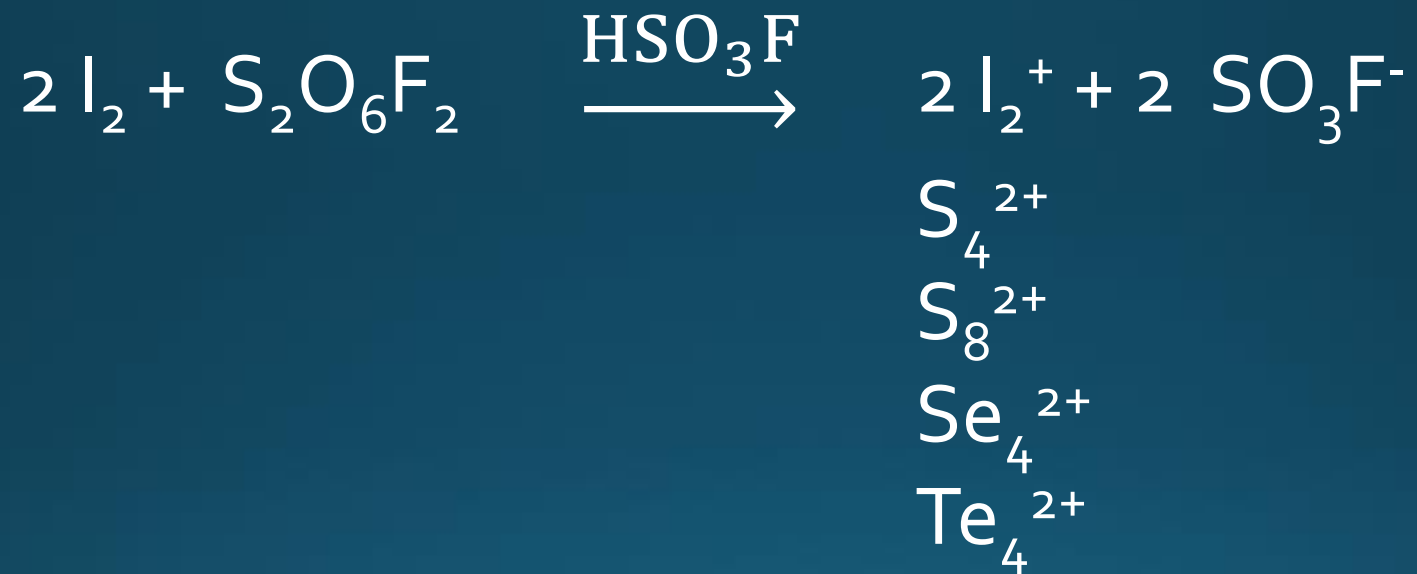 HSO₃F
2 I₂ + S₂O₆F₂ ⟶ 2 I₂⁺ + 2 SO₃F⁻
S₄²⁺
S₈²⁺
Se₄²⁺
Te₄²⁺